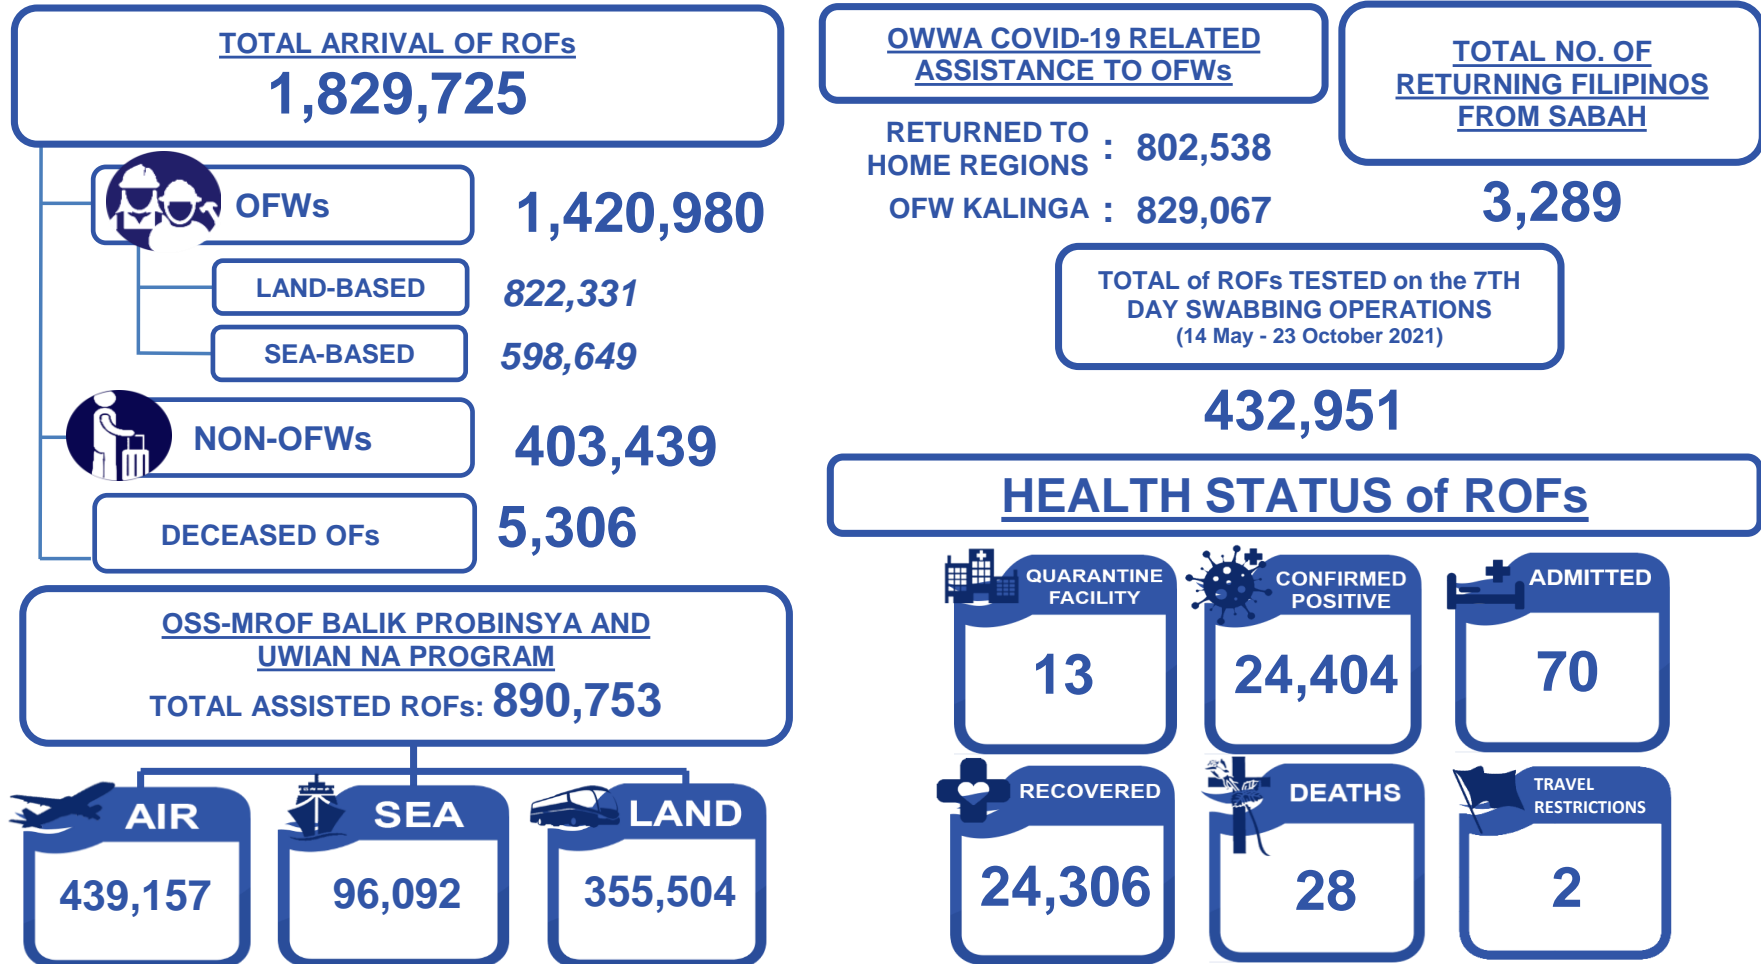 TOTAL ARRIVAL OF ROFs
1,829,725
OFWs
1,420,980
LAND-BASED
822,331
SEA-BASED
598,649
NON-OFWs
403,439
DECEASED OFs
5,306
OSS-MROF BALIK PROBINSYA AND
UWIAN NA PROGRAM
TOTAL ASSISTED ROFs: 890,753
AIR
439,157
SEA
96,092
LAND
355,504
OWWA COVID-19 RELATED
ASSISTANCE TO OFWs
RETURNED TO
HOME REGIONS : 802,538
OFW KALINGA : 829,067
TOTAL NO. OF
RETURNING FILIPINOS
FROM SABAH
3,289
TOTAL of ROFs TESTED on the 7TH
DAY SWABBING OPERATIONS
(14 May - 23 October 2021)
432,951
HEALTH STATUS of ROFs
QUARANTINE
FACILITY
13
CONFIRMED
POSITIVE
24,404
ADMITTED
70
RECOVERED
24,306
DEATHS
28
TRAVEL
RESTRICTIONS
2